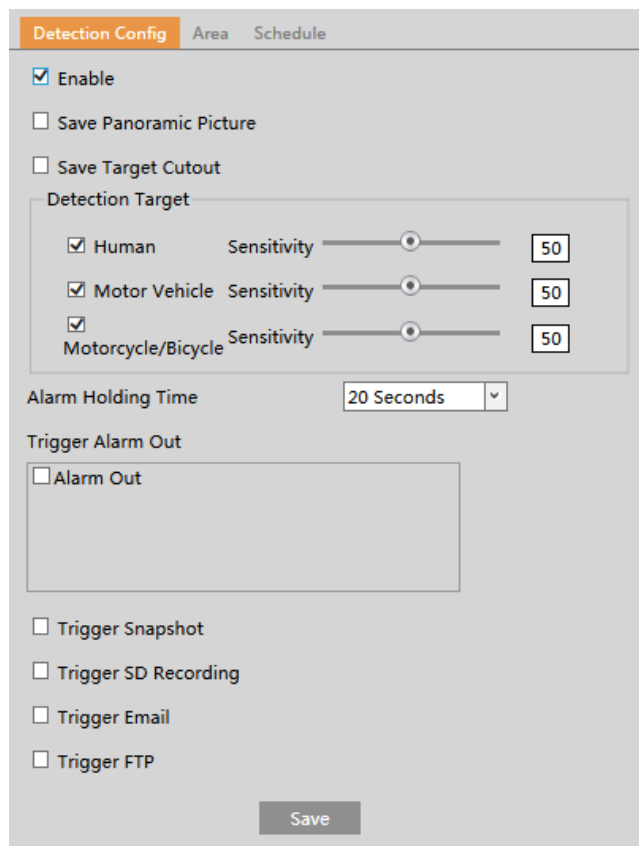 Detection Config Area Schedule
Enable
Save Panoramic Picture
Save Target Cutout
Detection Target
Human Sensitivity 50
Motor Vehicle Sensitivity 50
Motorcycle/Bicycle Sensitivity 50
Alarm Holding Time 20 Seconds
Trigger Alarm Out
Alarm Out
Trigger Snapshot
Trigger SD Recording
Trigger Email
Trigger FTP
Save